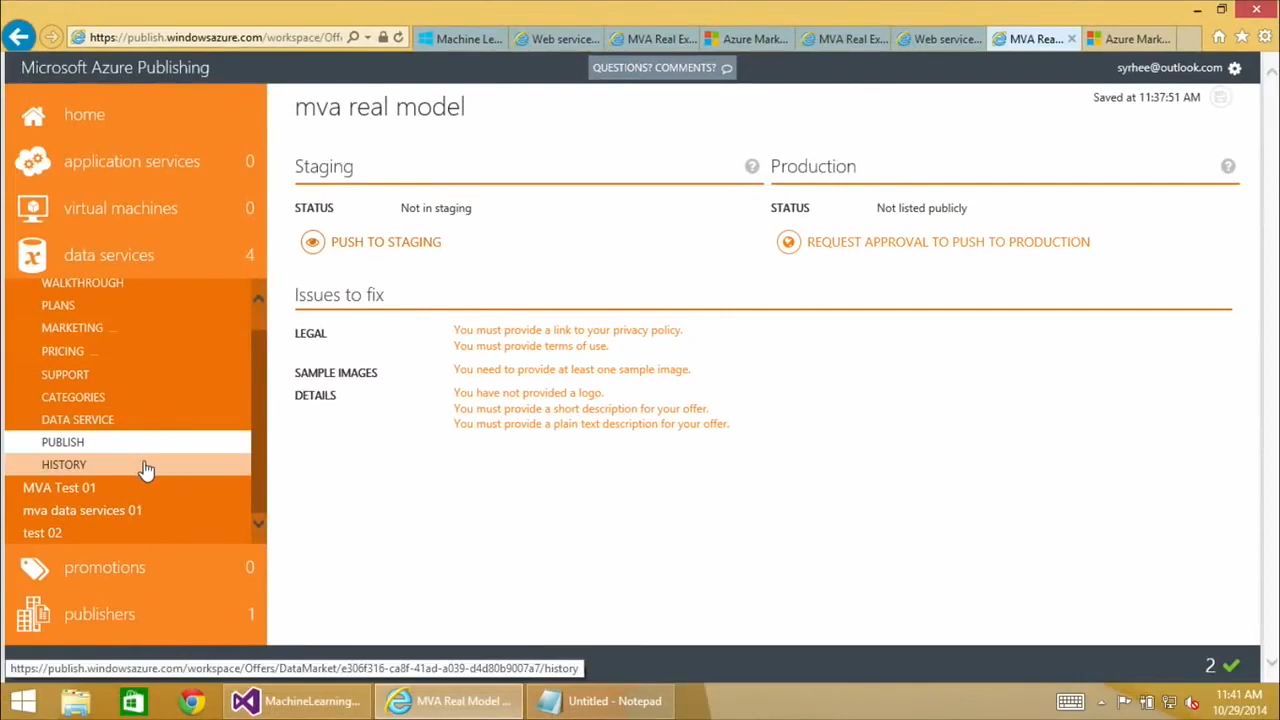 https://publish.windowsazure.com/workspace/Offe
Machine Le...
Web service...
MVA Real Ex...
Azure Mark...
MVA Real Ex...
Web service...
MVA Rea...
Azure Mark...
Microsoft Azure Publishing
QUESTIONS? COMMENTS?
syrhee@outlook.com
home
application services 0
virtual machines 0
data services 4
WALKTHROUGH
PLANS
MARKETING ...
PRICING ...
SUPPORT
CATEGORIES
DATA SERVICE
PUBLISH
HISTORY
MVA Test 01
mva data services 01
test 02
promotions 0
publishers 1
mva real model
Saved at 11:37:51 AM
Staging ?
STATUS Not in staging
PUSH TO STAGING
Production ?
STATUS Not listed publicly
REQUEST APPROVAL TO PUSH TO PRODUCTION
Issues to fix
LEGAL You must provide a link to your privacy policy.
You must provide terms of use.
SAMPLE IMAGES You need to provide at least one sample image.
DETAILS You have not provided a logo.
You must provide a short description for your offer.
You must provide a plain text description for your offer.
https://publish.windowsazure.com/workspace/Offers/DataMarket/e306f316-ca8f-41ad-a039-d4d80b9007a7/history
2
MachineLearning...
MVA Real Model ...
Untitled - Notepad
11:41 AM
10/29/2014